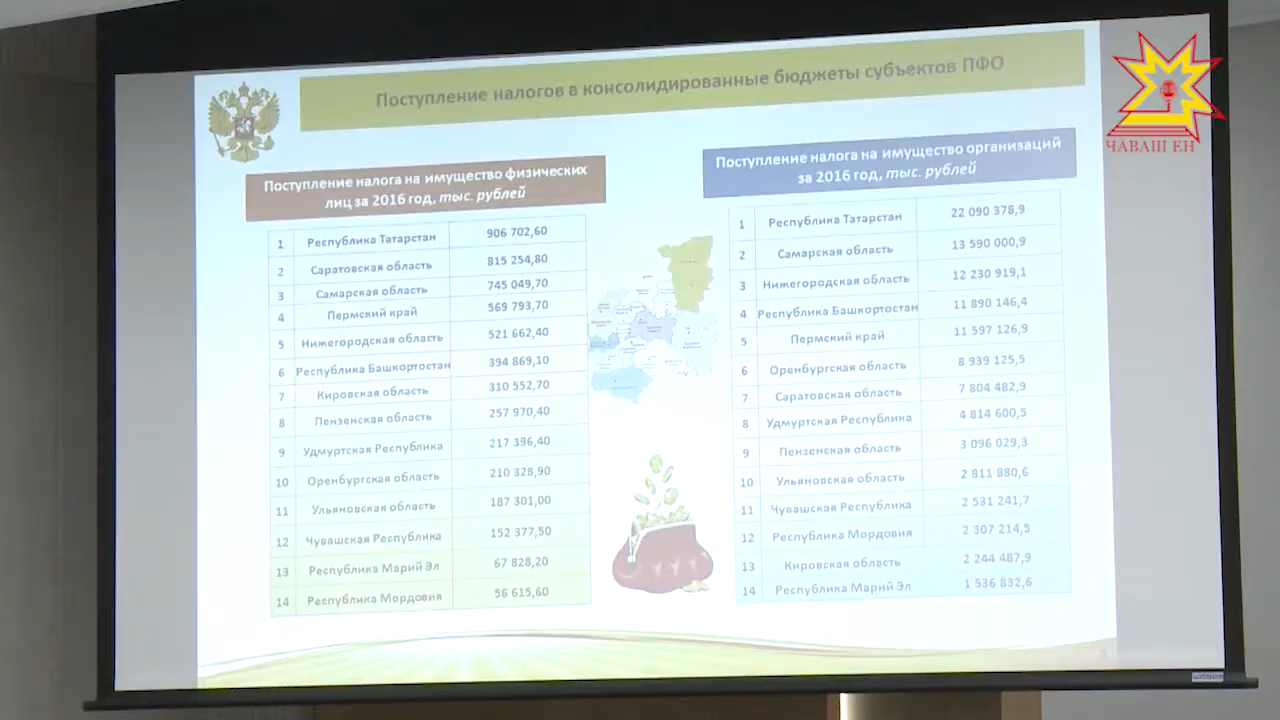 Поступление налогов в консолидированные бюджеты субъектов ПФО
ЧĂВАШ ЕН
Поступление налога на имущество физических
лиц за 2016 год, тыс. рублей
1 Республика Татарстан 906 702,60
2 Саратовская область 815 254,80
3 Самарская область 745 049,70
4 Пермский край 569 793,70
5 Нижегородская область 521 662,40
6 Республика Башкортостан 394 869,10
7 Кировская область 310 552,70
8 Пензенская область 257 970,40
9 Удмуртская Республика 217 396,40
10 Оренбургская область 210 328,90
11 Ульяновская область 187 301,00
12 Чувашская Республика 152 377,50
13 Республика Марий Эл 67 828,20
14 Республика Мордовия 56 615,60
Поступление налога на имущество организаций
за 2016 год, тыс. рублей
1 Республика Татарстан 22 090 378,9
2 Самарская область 13 590 000,9
3 Нижегородская область 12 230 919,1
4 Республика Башкортостан 11 890 146,4
5 Пермский край 11 597 126,9
6 Оренбургская область 8 939 125,5
7 Саратовская область 7 804 482,9
8 Удмуртская Республика 4 814 600,5
9 Пензенская область 3 096 029,3
10 Ульяновская область 2 811 880,6
11 Чувашская Республика 2 531 241,7
12 Республика Мордовия 2 307 214,5
13 Кировская область 2 244 487,9
14 Республика Марий Эл 1 536 832,6